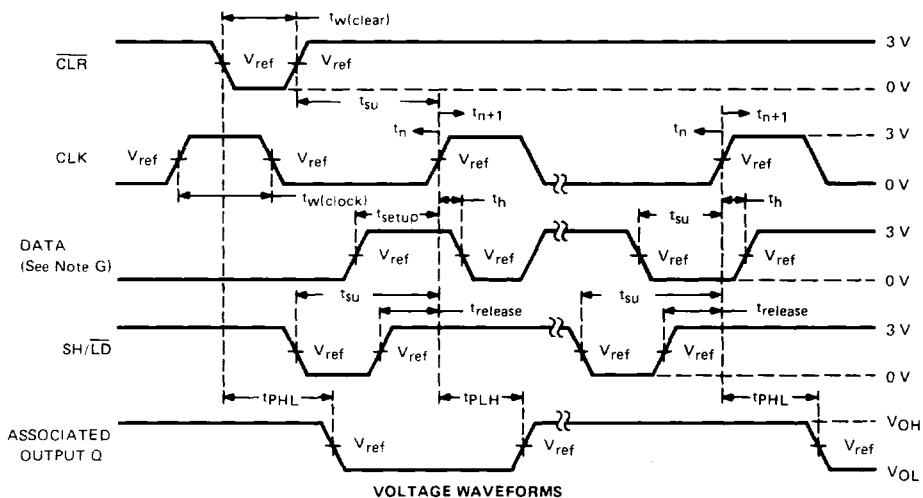 tw(clear)
CLR Vref Vref 3 V
0 V
tsu tn+1 tn+1
tn tn
CLK Vref Vref Vref Vref 3 V
0 V
tw(clock)
tsetup th tsu th
DATA
(See Note G)
Vref Vref Vref Vref 3 V
0 V
tsu trelease tsu trelease
SH/LD Vref Vref Vref Vref 3 V
0 V
tPHL tPLH tPHL
ASSOCIATED
OUTPUT Q
Vref Vref Vref VOH
VOL
VOLTAGE WAVEFORMS